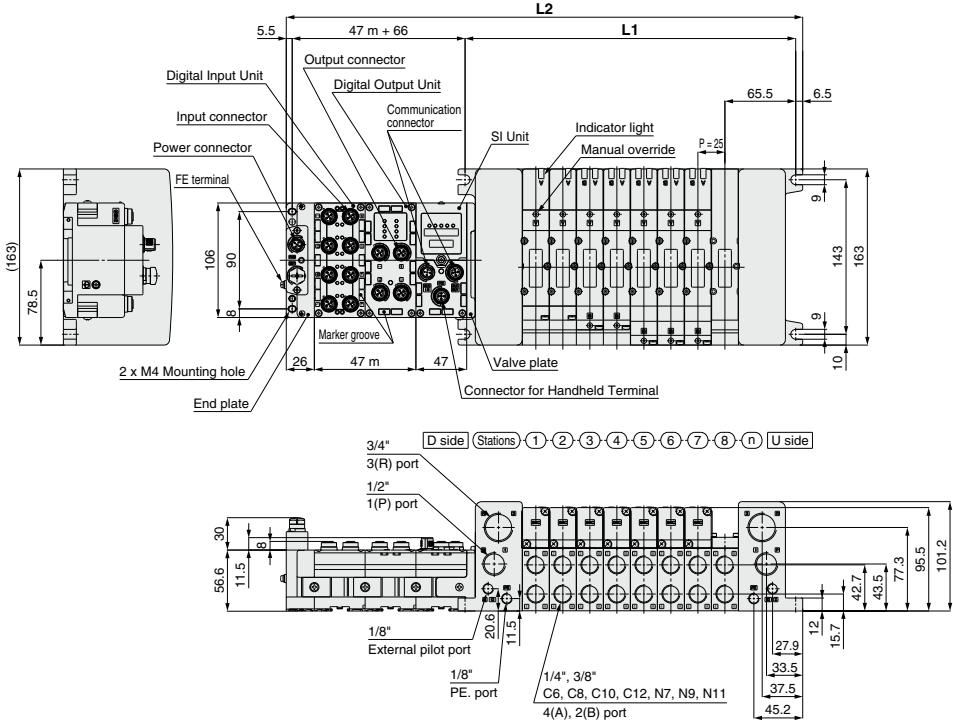 L2
5.5
47 m + 66
L1
Output connector
Digital Input Unit
Digital Output Unit
65.5
6.5
Communication
connector
Input connector
Indicator light
SI Unit
P = 25
Power connector
Manual override
FE terminal
9
(163)
78.5
106
90
8
143
163
9
10
Marker groove
26
47 m
47
Valve plate
2 x M4 Mounting hole
Connector for Handheld Terminal
End plate
D side
Stations
1
2
3
4
5
6
7
8
n
U side
3/4"
3(R) port
1/2"
1(P) port
30
8
11.5
56.6
20.6
11.5
42.7
43.5
77.3
95.5
101.2
12
15.7
1/8"
External pilot port
27.9
33.5
1/8"
PE. port
1/4", 3/8"
C6, C8, C10, C12, N7, N9, N11
4(A), 2(B) port
37.5
45.2